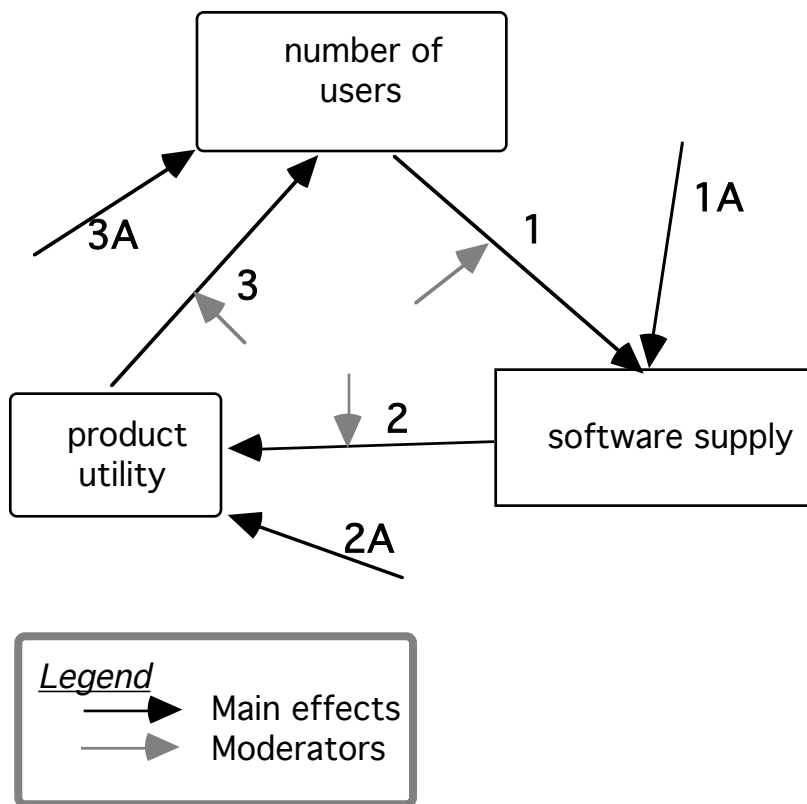 number of
users
1A
1
3A
3
2
product
utility
software supply
2A
Legend
Main effects
Moderators